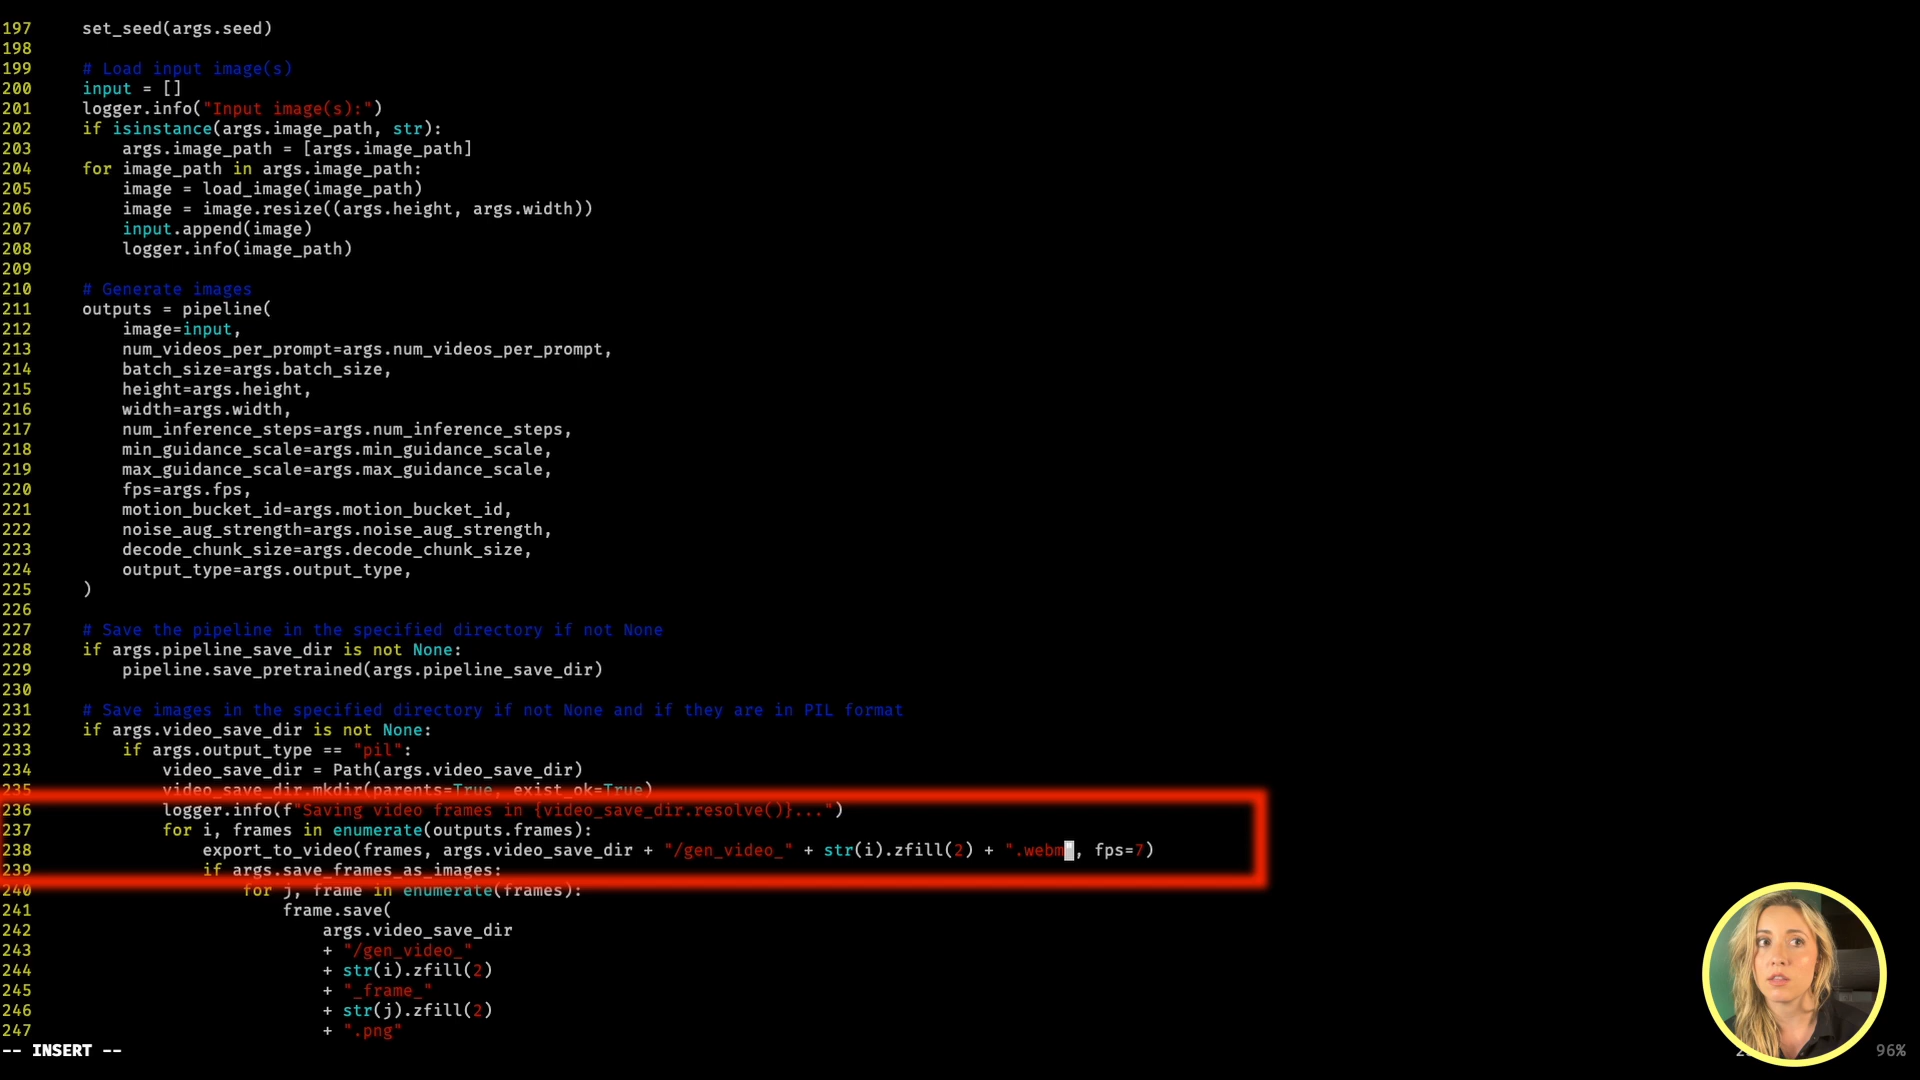 197     set_seed(args.seed)
198
199     # Load input image(s)
200     input = []
201     logger.info("Input image(s):")
202     if isinstance(args.image_path, str):
203         args.image_path = [args.image_path]
204     for image_path in args.image_path:
205         image = load_image(image_path)
206         image = image.resize((args.height, args.width))
207         input.append(image)
208         logger.info(image_path)
209
210     # Generate images
211     outputs = pipeline(
212         image=input,
213         num_videos_per_prompt=args.num_videos_per_prompt,
214         batch_size=args.batch_size,
215         height=args.height,
216         width=args.width,
217         num_inference_steps=args.num_inference_steps,
218         min_guidance_scale=args.min_guidance_scale,
219         max_guidance_scale=args.max_guidance_scale,
220         fps=args.fps,
221         motion_bucket_id=args.motion_bucket_id,
222         noise_aug_strength=args.noise_aug_strength,
223         decode_chunk_size=args.decode_chunk_size,
224         output_type=args.output_type,
225     )
226
227     # Save the pipeline in the specified directory if not None
228     if args.pipeline_save_dir is not None:
229         pipeline.save_pretrained(args.pipeline_save_dir)
230
231     # Save images in the specified directory if not None and if they are in PIL format
232     if args.video_save_dir is not None:
233         if args.output_type == "pil":
234             video_save_dir = Path(args.video_save_dir)
235             video_save_dir.mkdir(parents=True, exist_ok=True)
236             logger.info(f"Saving video frames in {video_save_dir.resolve()}...")
237             for i, frames in enumerate(outputs.frames):
238                 export_to_video(frames, args.video_save_dir + "/gen_video_" + str(i).zfill(2) + ".webm", fps=7)
239                 if args.save_frames_as_images:
240                     for j, frame in enumerate(frames):
241                         frame.save(
242                             args.video_save_dir
243                             + "/gen_video_"
244                             + str(i).zfill(2)
245                             + "_frame_"
246                             + str(j).zfill(2)
247                             + ".png"
-- INSERT -- 96%